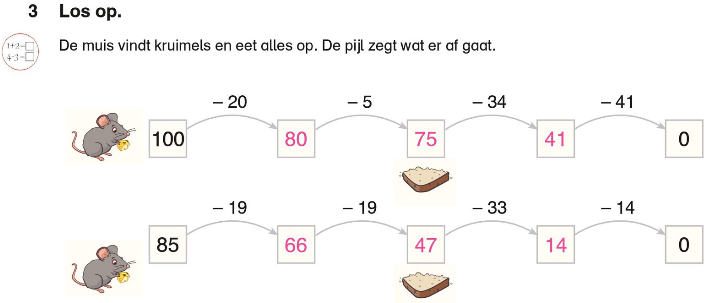 3 Los op.
1+2=
4-3=
De muis vindt kruimels en eet alles op. De pijl zegt wat er af gaat.
– 20 – 5 – 34 – 41
100 80 75 41 0
– 19 – 19 – 33 – 14
85 66 47 14 0